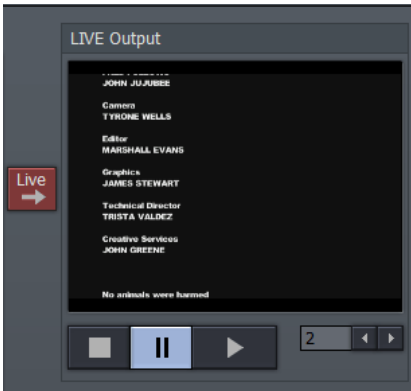 LIVE Output
JOHN JUJUBEE
Camera
TYRONE WELLS
Editor
MARSHALL EVANS
Graphics
JAMES STEWART
Technical Director
TRISTA VALDEZ
Creative Services
JOHN GREENE
No animals were harmed
Live
2